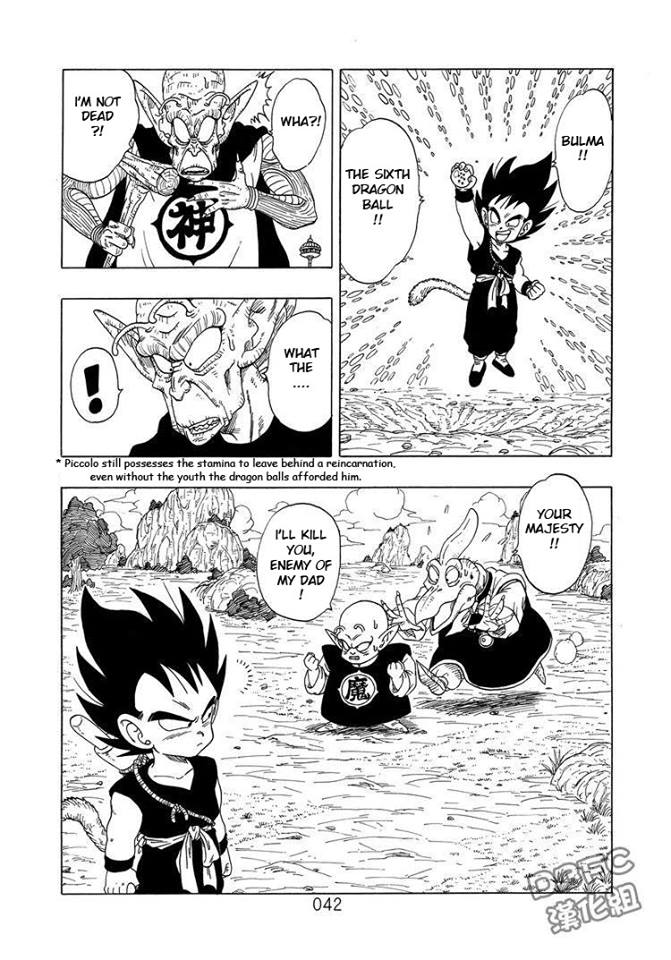 BULMA
!!
THE SIXTH
DRAGON
BALL
!!
WHA?!
I'M NOT
DEAD
?!
神
WHAT
THE
....
!
* Piccolo still possesses the stamina to leave behind a reincarnation,
even without the youth the dragon balls afforded him.
YOUR
MAJESTY
!!
I'LL KILL
YOU,
ENEMY OF
MY DAD
!
魔
042
DBFC
漢化組